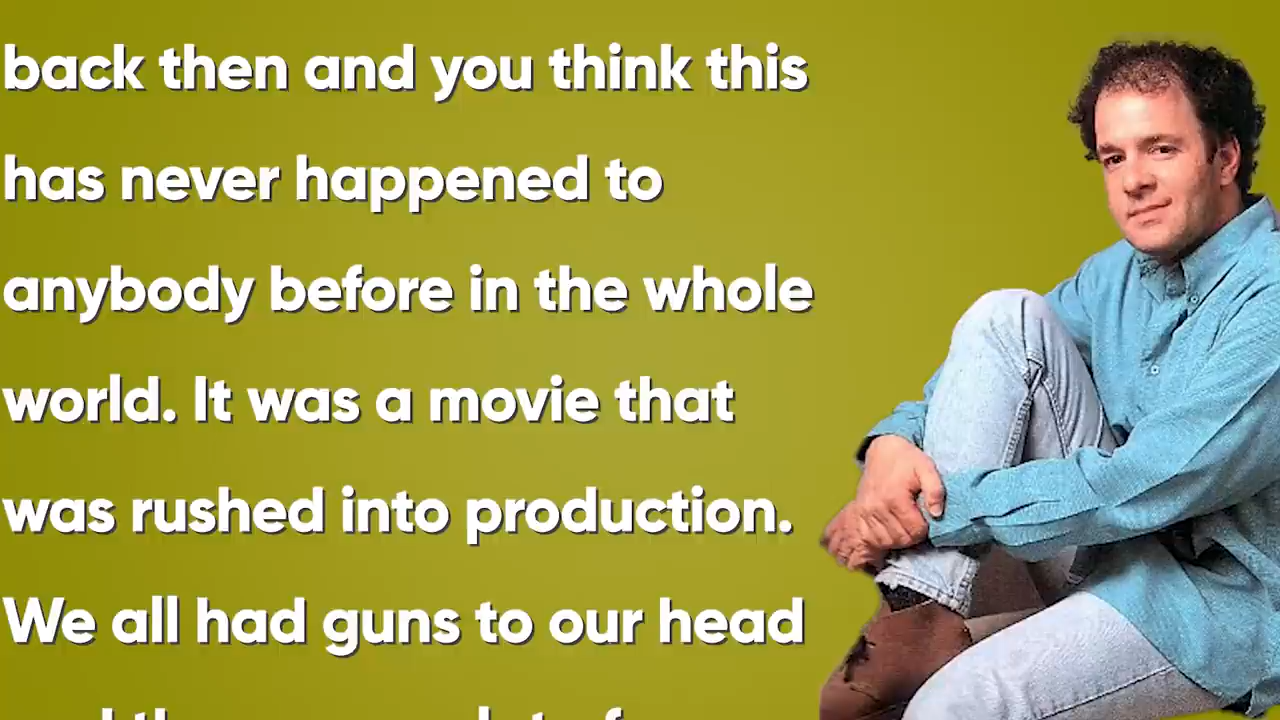 back then and you think this
has never happened to
anybody before in the whole
world. It was a movie that
was rushed into production.
We all had guns to our head